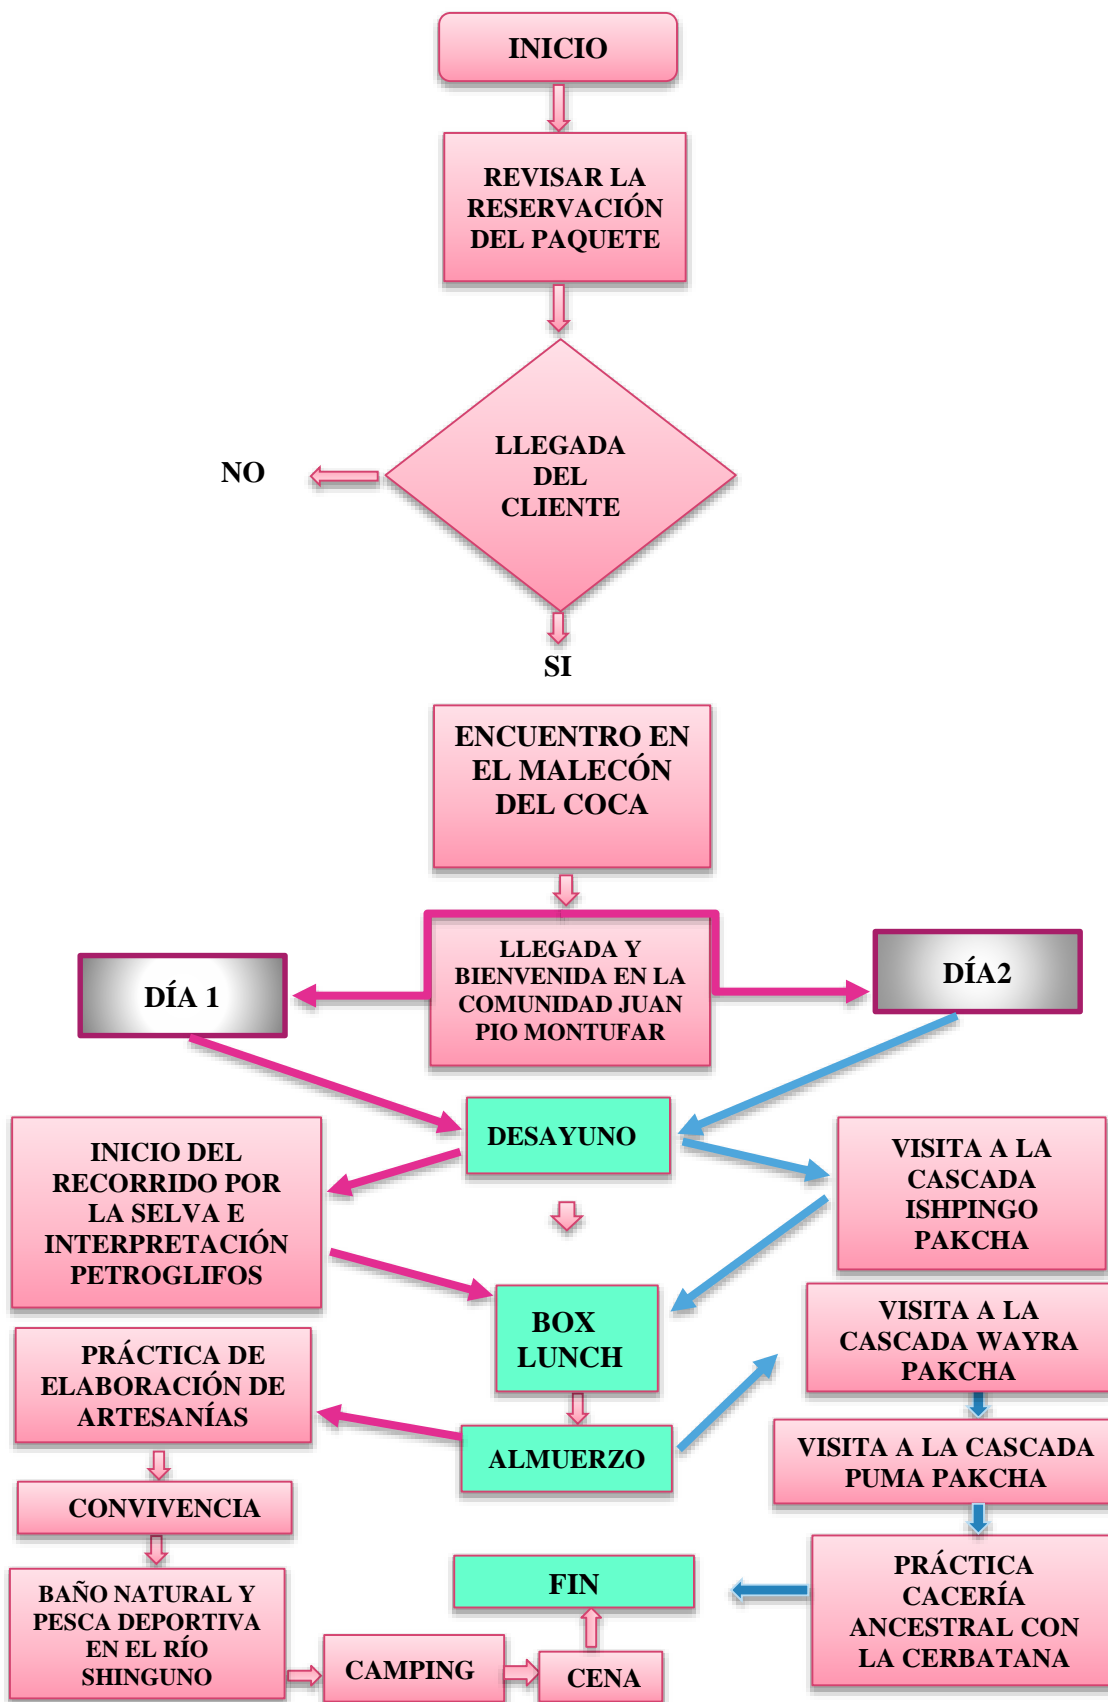 INICIO
REVISAR LA
RESERVACIÓN
DEL PAQUETE
LLEGADA
DEL
CLIENTE
NO
SI
ENCUENTRO EN
EL MALECÓN
DEL COCA
LLEGADA Y
BIENVENIDA EN LA
COMUNIDAD JUAN
PIO MONTUFAR
DÍA 1
DÍA2
DESAYUNO
INICIO DEL
RECORRIDO POR
LA SELVA E
INTERPRETACIÓN
PETROGLIFOS
VISITA A LA
CASCADA
ISHPINGO
PAKCHA
BOX
LUNCH
VISITA A LA
CASCADA WAYRA
PAKCHA
PRÁCTICA DE
ELABORACIÓN DE
ARTESANÍAS
ALMUERZO
VISITA A LA CASCADA
PUMA PAKCHA
CONVIVENCIA
BAÑO NATURAL Y
PESCA DEPORTIVA
EN EL RÍO
SHINGUNO
FIN
PRÁCTICA
CACERÍA
ANCESTRAL CON
LA CERBATANA
CAMPING
CENA